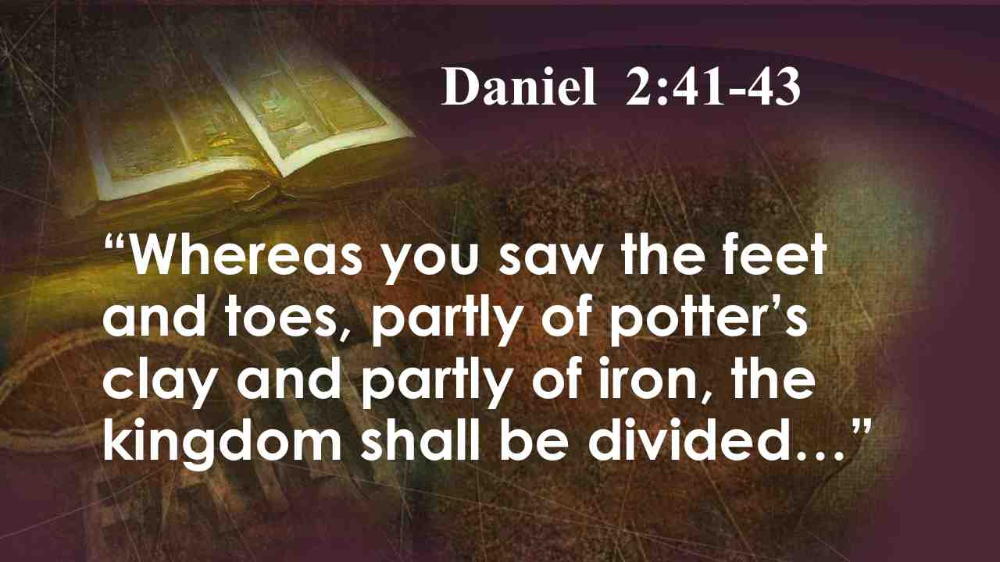 Daniel 2:41-43
“Whereas you saw the feet
and toes, partly of potter’s
clay and partly of iron, the
kingdom shall be divided…”